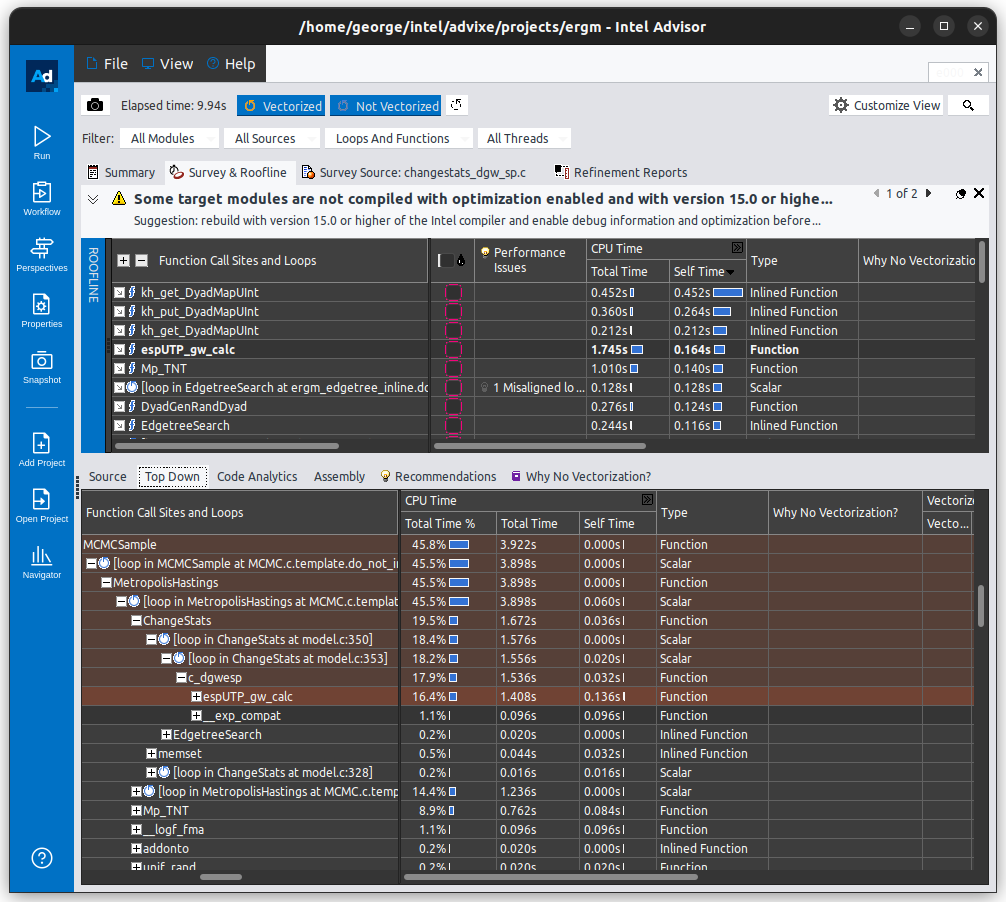 /home/george/intel/advixe/projects/ergm - Intel Advisor
Ad
File View Help
Elapsed time: 9.94s Vectorized Not Vectorized Customize View
Filter: All Modules All Sources Loops And Functions All Threads
Summary Survey & Roofline Survey Source: changestats_dgw_sp.c Refinement Reports
Some target modules are not compiled with optimization enabled and with version 15.0 or highe... 1 of 2
Suggestion: rebuild with version 15.0 or higher of the Intel compiler and enable debug information and optimization before...
Run
Workflow
Perspectives
Properties
Snapshot
Add Project
Open Project
Navigator
ROOFLINE
Function Call Sites and Loops Performance Issues CPU Time Type Why No Vectorizatio
Total Time Self Time
kh_get_DyadMapUInt 0.452s 0.452s Inlined Function
kh_put_DyadMapUInt 0.360s 0.264s Inlined Function
kh_get_DyadMapUInt 0.212s 0.212s Inlined Function
espUTP_gw_calc 1.745s 0.164s Function
Mp_TNT 1.010s 0.140s Function
[loop in EdgetreeSearch at ergm_edgetree_inline.do 1 Misaligned lo ... 0.128s 0.128s Scalar
DyadGenRandDyad 0.276s 0.124s Function
EdgetreeSearch 0.244s 0.116s Inlined Function
Source Top Down Code Analytics Assembly Recommendations Why No Vectorization?
Function Call Sites and Loops CPU Time Type Why No Vectorization? Vectorize
Total Time % Total Time Self Time Vecto...
MCMCSample 45.8% 3.922s 0.000s Function
[loop in MCMCSample at MCMC.c.template.do_not_i 45.5% 3.898s 0.000s Scalar
MetropolisHastings 45.5% 3.898s 0.000s Function
[loop in MetropolisHastings at MCMC.c.templat 45.5% 3.898s 0.060s Scalar
ChangeStats 19.5% 1.672s 0.036s Function
[loop in ChangeStats at model.c:350] 18.4% 1.576s 0.000s Scalar
[loop in ChangeStats at model.c:353] 18.2% 1.556s 0.020s Scalar
c_dgwesp 17.9% 1.536s 0.032s Function
espUTP_gw_calc 16.4% 1.408s 0.136s Function
__exp_compat 1.1% 0.096s 0.096s Function
EdgetreeSearch 0.2% 0.020s 0.000s Inlined Function
memset 0.5% 0.044s 0.032s Inlined Function
[loop in ChangeStats at model.c:328] 0.2% 0.016s 0.016s Scalar
[loop in MetropolisHastings at MCMC.c.temp 14.4% 1.236s 0.000s Scalar
Mp_TNT 8.9% 0.762s 0.084s Function
__logf_fma 1.1% 0.096s 0.096s Function
addonto 0.2% 0.020s 0.000s Inlined Function
unif_rand 0.2% 0.020s 0.020s Function